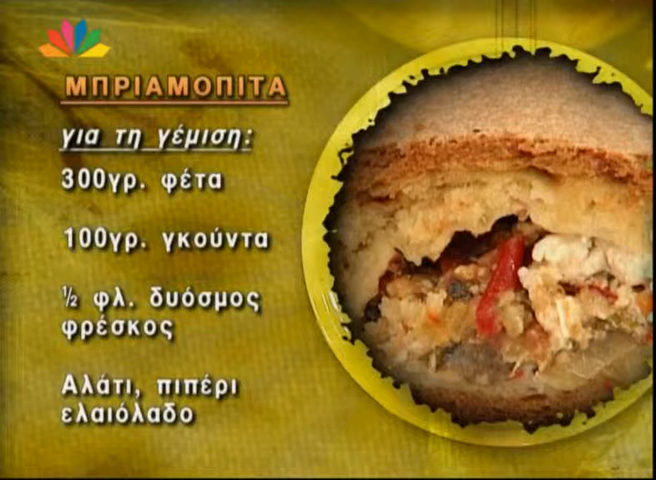 ΜΠΡΙΑΜΟΠΙΤΑ
για τη γέμιση:
300γρ. φέτα
100γρ. γκούντα
½ φλ. δυόσμος
φρέσκος
Αλάτι, πιπέρι
ελαιόλαδο